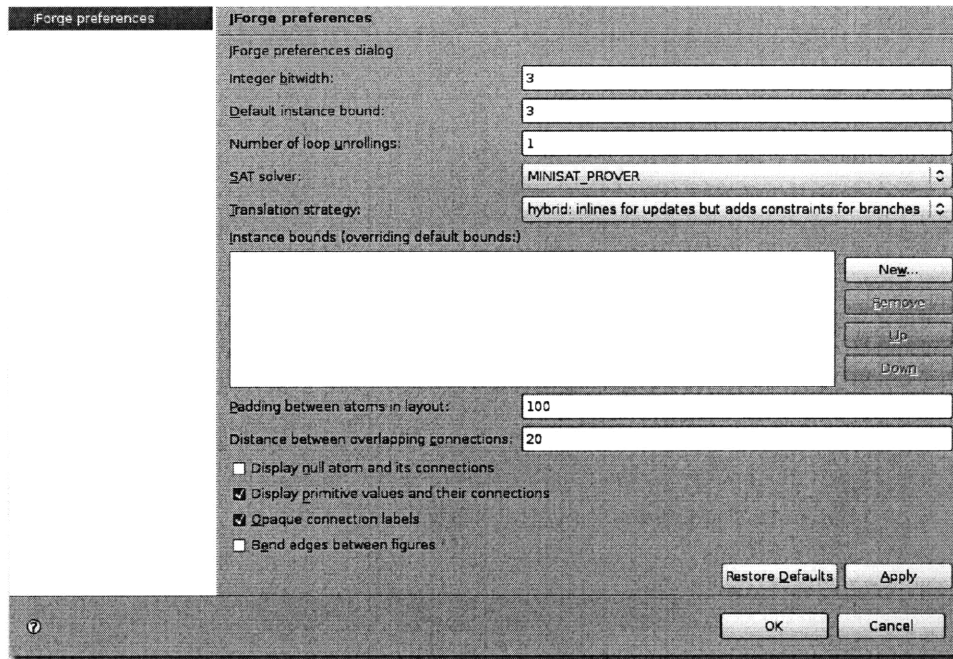 JForge preferences
JForge preferences
JForge preferences dialog
Integer bitwidth: 3
Default instance bound: 3
Number of loop unrollings: 1
SAT solver: MINISAT_PROVER
Translation strategy: hybrid: inlines for updates but adds constraints for branches
Instance bounds (overriding default bounds:)
New...
Remove
Up
Down
Padding between atoms in layout: 100
Distance between overlapping connections: 20
Display null atom and its connections
Display primitive values and their connections
Opaque connection labels
Bend edges between figures
Restore Defaults Apply
? OK Cancel